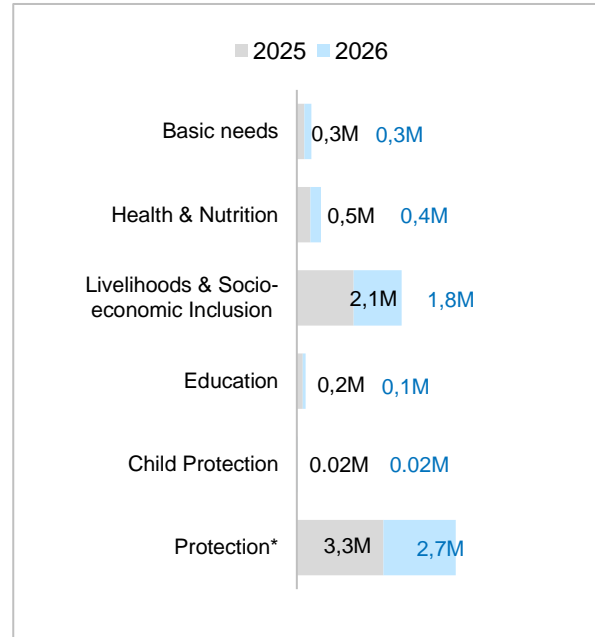 2025 2026
Basic needs 0,3M 0,3M
Health & Nutrition 0,5M 0,4M
Livelihoods & Socio-
economic Inclusion 2,1M 1,8M
Education 0,2M 0,1M
Child Protection 0.02M 0.02M
Protection* 3,3M 2,7M